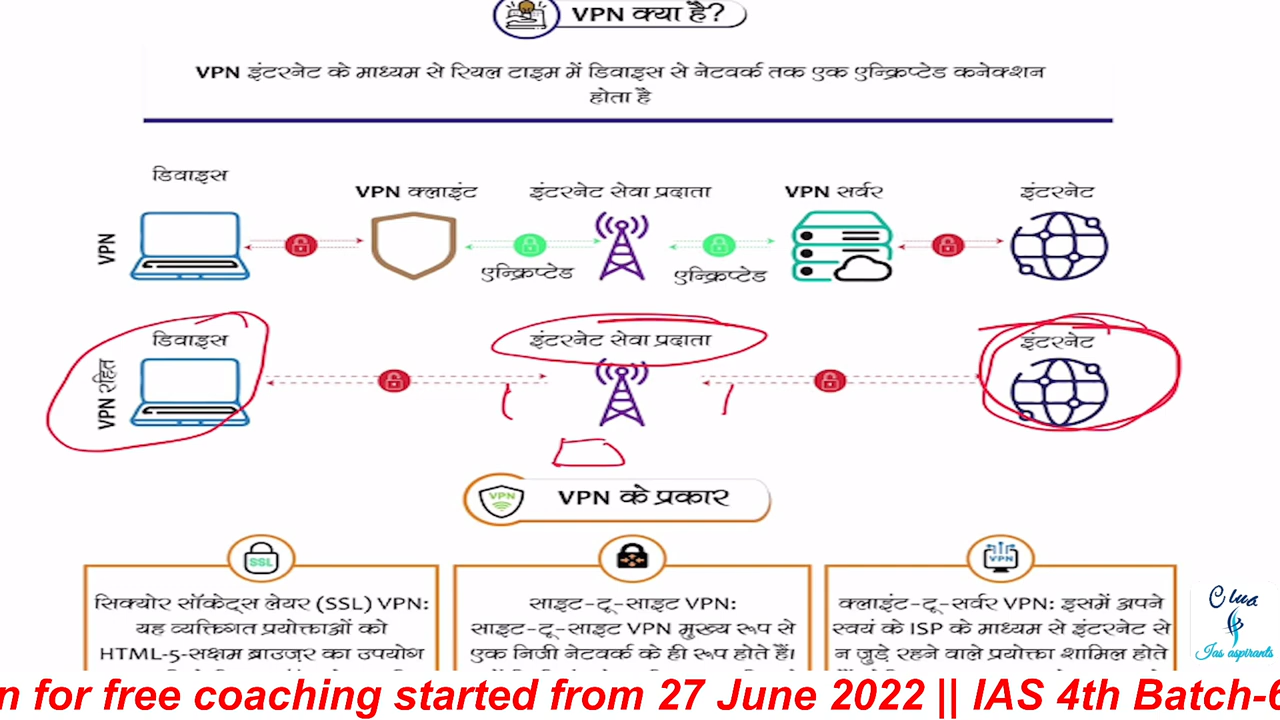 VPN क्या है?
VPN इंटरनेट के माध्यम से रियल टाइम में डिवाइस से नेटवर्क तक एक एन्क्रिप्टेड कनेक्शन
होता है
डिवाइस
VPN क्लाइंट
इंटरनेट सेवा प्रदाता
VPN सर्वर
इंटरनेट
VPN
एन्क्रिप्टेड
एन्क्रिप्टेड
डिवाइस
इंटरनेट सेवा प्रदाता
इंटरनेट
VPN रहित
VPN
VPN के प्रकार
SSL
VPN
सिक्योर सॉकेट्स लेयर (SSL) VPN:
यह व्यक्तिगत प्रयोक्ताओं को
HTML-5-सक्षम ब्राउज़र का उपयोग
साइट-टू-साइट VPN:
साइट-टू-साइट VPN मुख्य रूप से
एक निजी नेटवर्क के ही रूप होते हैं।
क्लाइंट-टू-सर्वर VPN: इसमें अपने
स्वयं के ISP के माध्यम से इंटरनेट से
न जुड़े रहने वाले प्रयोक्ता शामिल होते
Ias aspirants
n for free coaching started from 27 June 2022 || IAS 4th Batch-6